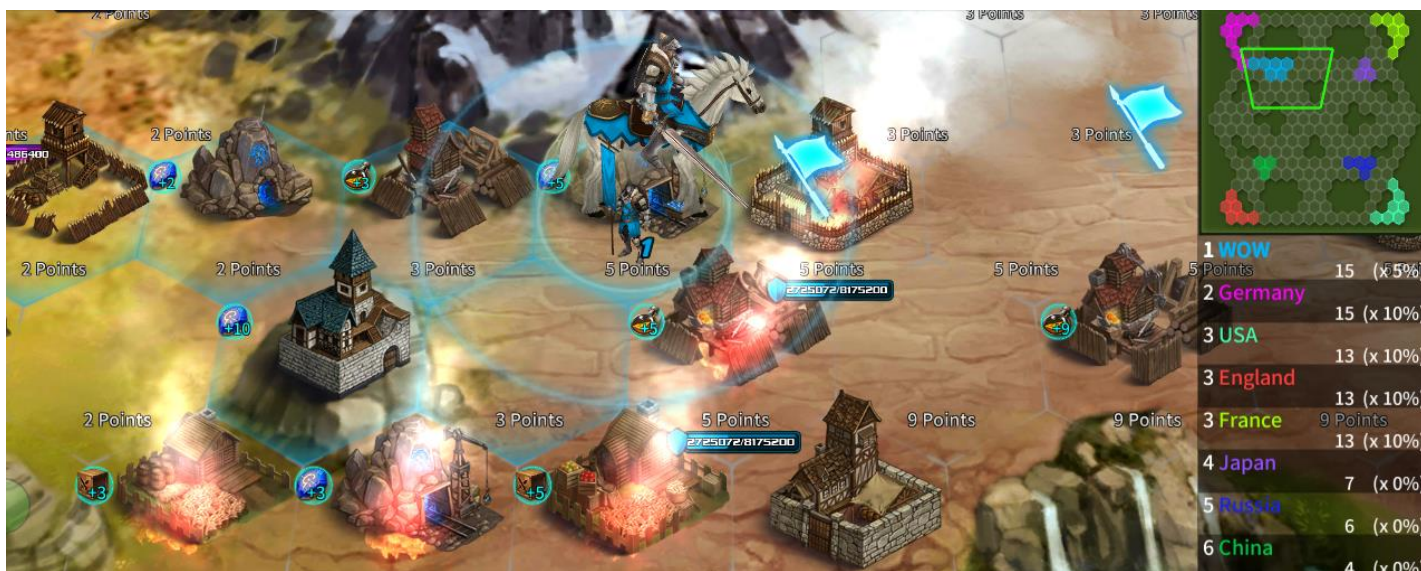 2 Points
3 Points
3 Points
nts
2 Points
3 Points
3 Points
486400
+2
+3
+5
2 Points
2 Points
3 Points
5 Points
5 Points
5 Points
5 Points
1
2725072/8175200
+10
+5
+9
2 Points
3 Points
5 Points
9 Points
9 Points
9 Points
2725072/8175200
+3
+3
+5
1 WOW
15 (x 5%
2 Germany
15 (x 10%
3 USA
13 (x 10%
3 England
13 (x 10%
3 France
13 (x 10%
4 Japan
7 (x 0%
5 Russia
6 (x 0%
6 China
4 (x 0%